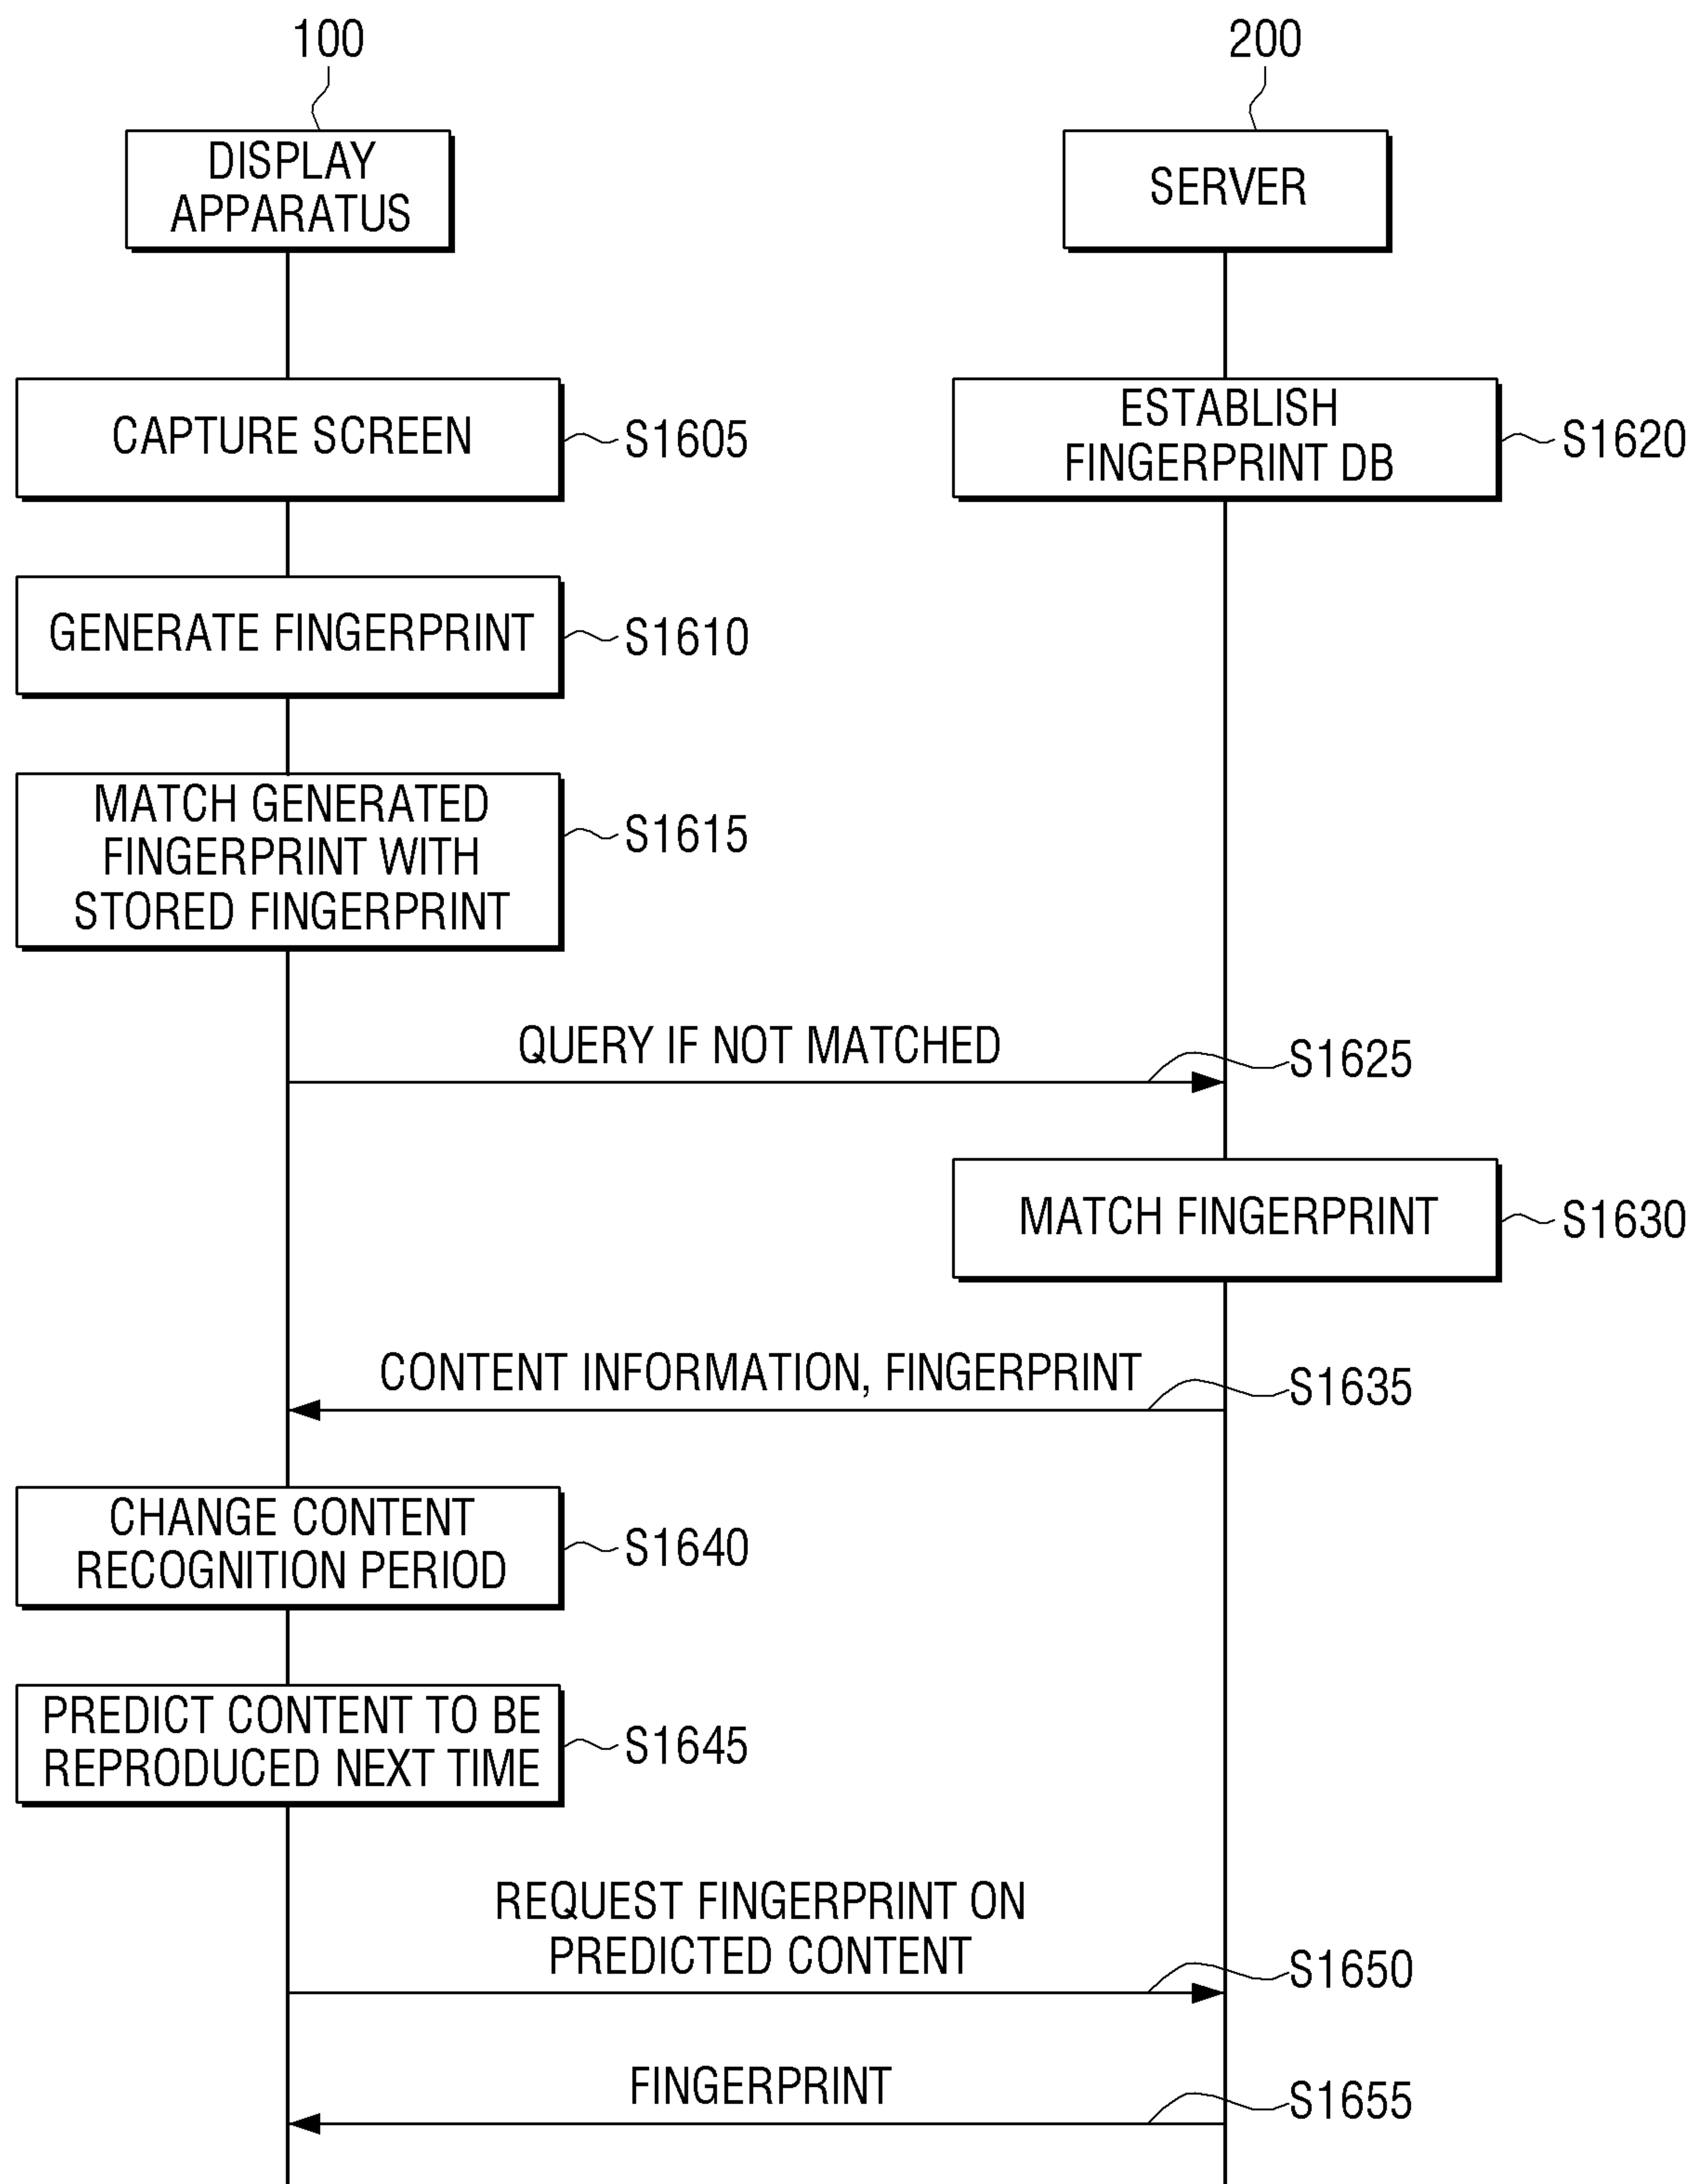 100
200
DISPLAY
APPARATUS
SERVER
CAPTURE SCREEN
S1605
ESTABLISH
FINGERPRINT DB
S1620
GENERATE FINGERPRINT
S1610
MATCH GENERATED
FINGERPRINT WITH
STORED FINGERPRINT
S1615
QUERY IF NOT MATCHED
S1625
MATCH FINGERPRINT
S1630
CONTENT INFORMATION, FINGERPRINT
S1635
CHANGE CONTENT
RECOGNITION PERIOD
S1640
PREDICT CONTENT TO BE
REPRODUCED NEXT TIME
S1645
REQUEST FINGERPRINT ON
PREDICTED CONTENT
S1650
FINGERPRINT
S1655